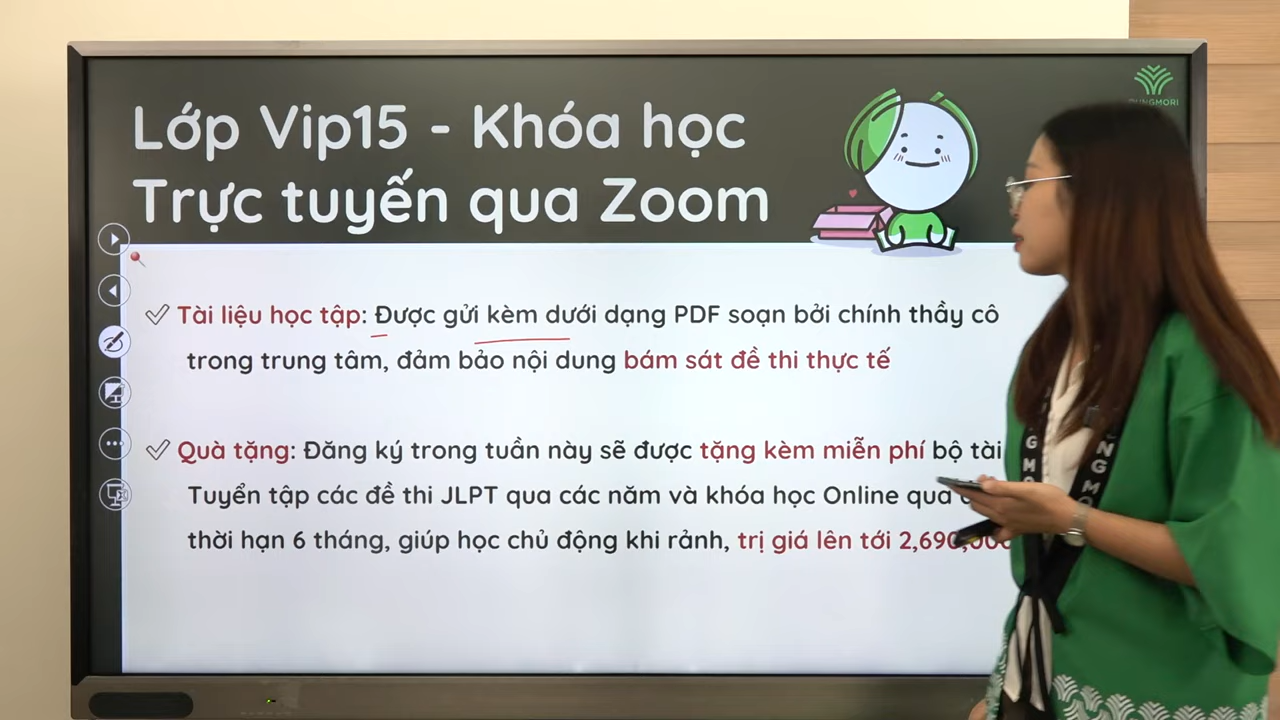 Lớp Vip15 - Khóa học
Trực tuyến qua Zoom
Tài liệu học tập: Được gửi kèm dưới dạng PDF soạn bởi chính thầy cô
trong trung tâm, đảm bảo nội dung bám sát đề thi thực tế
Quà tặng: Đăng ký trong tuần này sẽ được tặng kèm miễn phí bộ tài
Tuyển tập các đề thi JLPT qua các năm và khóa học Online qua
thời hạn 6 tháng, giúp học chủ động khi rảnh, trị giá lên tới 2,690,000